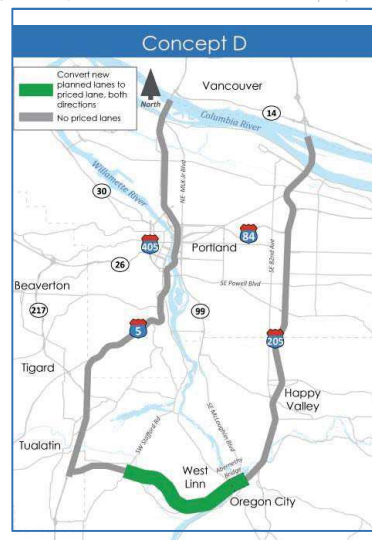 Concept D
Convert new
planned lanes to
priced lane, both
directions
No priced lanes
North
Vancouver
14
Columbia River
Willamette River
NE MLK Jr Blvd
30
405
84
Portland
SE 82nd Ave
26
Beaverton
SE Powell Blvd
217
99
5
205
Tigard
Happy
Valley
SW Stafford Rd
SE McLoughlin Blvd
Tualatin
West
Linn
Abernethy
Bridge
Oregon City